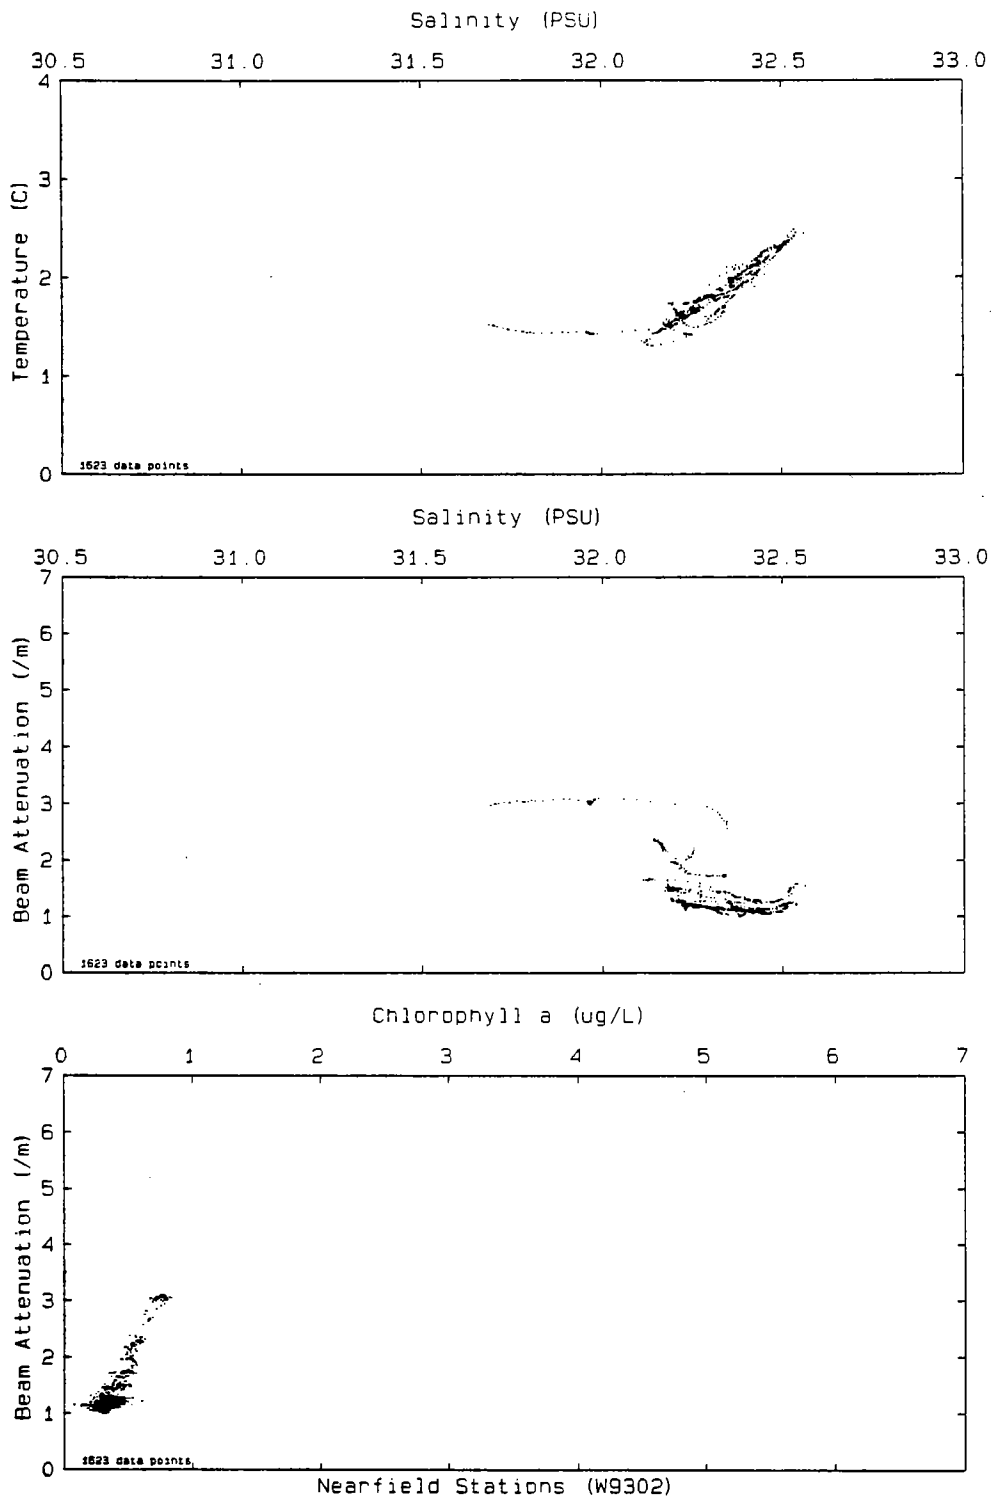 Salinity (PSU)
30.5 31.0 31.5 32.0 32.5 33.0
4
3
2
1
0
Temperature (C)
1623 data points
Salinity (PSU)
30.5 31.0 31.5 32.0 32.5 33.0
7
6
5
4
3
2
1
0
Beam Attenuation (/m)
1623 data points
Chlorophyll a (ug/L)
0 1 2 3 4 5 6 7
7
6
5
4
3
2
1
0
Beam Attenuation (/m)
1623 data points
Nearfield Stations (W9302)